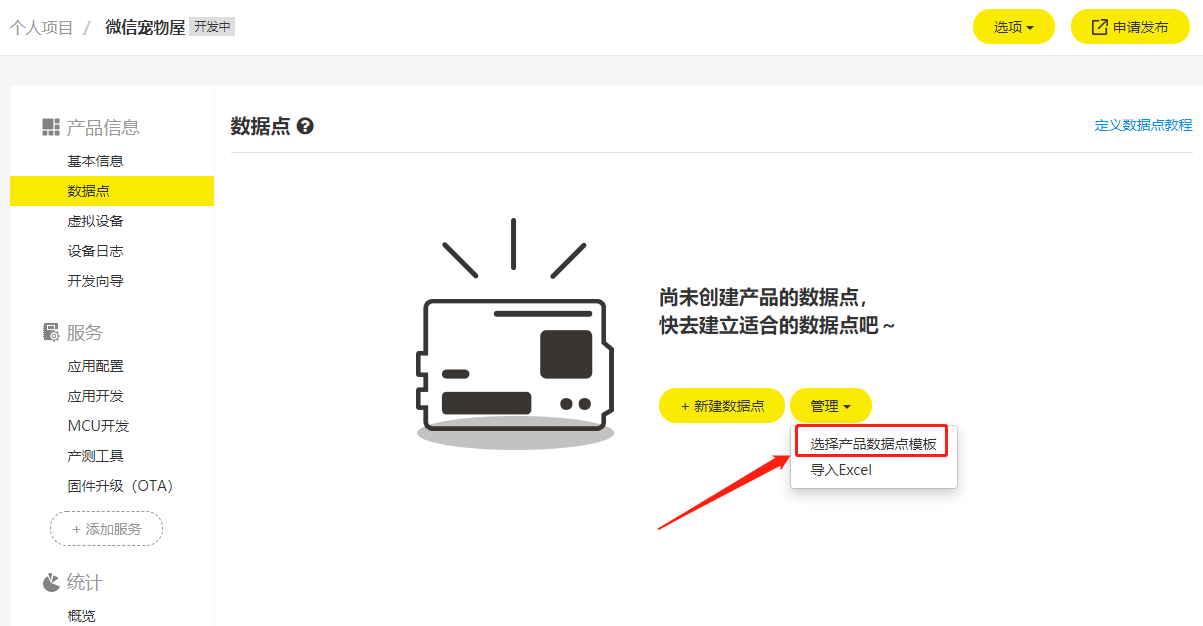 个人项目 / 微信宠物屋 开发中
选项
申请发布
产品信息
基本信息
数据点
虚拟设备
设备日志
开发向导
服务
应用配置
应用开发
MCU开发
产测工具
固件升级（OTA）
+ 添加服务
统计
概览
数据点 ?
定义数据点教程
尚未创建产品的数据点，
快去建立适合的数据点吧～
+ 新建数据点
管理
选择产品数据点模板
导入Excel